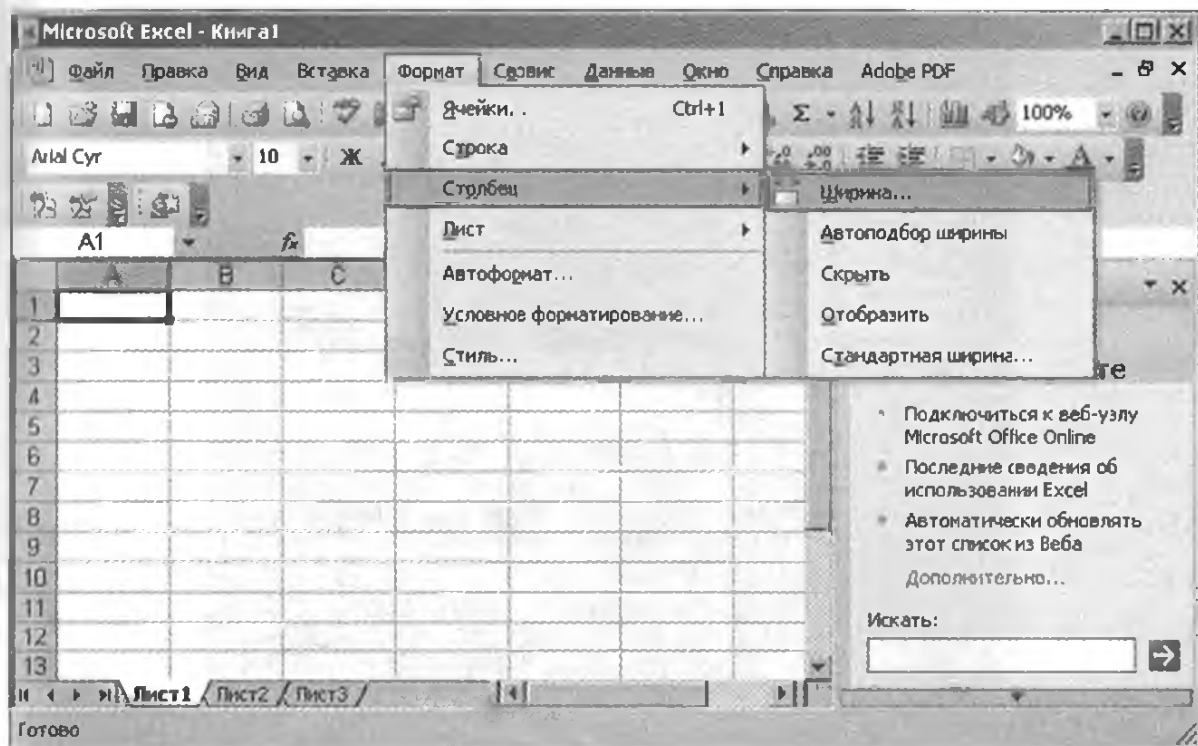 Microsoft Excel - Книга1
Файл Правка Вид Вставка Формат Сервис Данные Окно Справка Adobe PDF
Ячейки... Ctrl+1
Σ 100%
Arial Cyr 10 Ж
Строка
Столбец
Ширина...
A1 fx
Лист
Автоподбор ширины
A B C
Автоформат...
Скрыть
Условное форматирование...
Отобразить
Стиль...
Стандартная ширина...
1
2
3
4
5
6
7
8
9
10
11
12
13
Подключиться к веб-узлу
Microsoft Office Online
Последние сведения об
использовании Excel
Автоматически обновлять
этот список из Веба
Дополнительно...
Искать:
Лист1 Лист2 Лист3
Готово